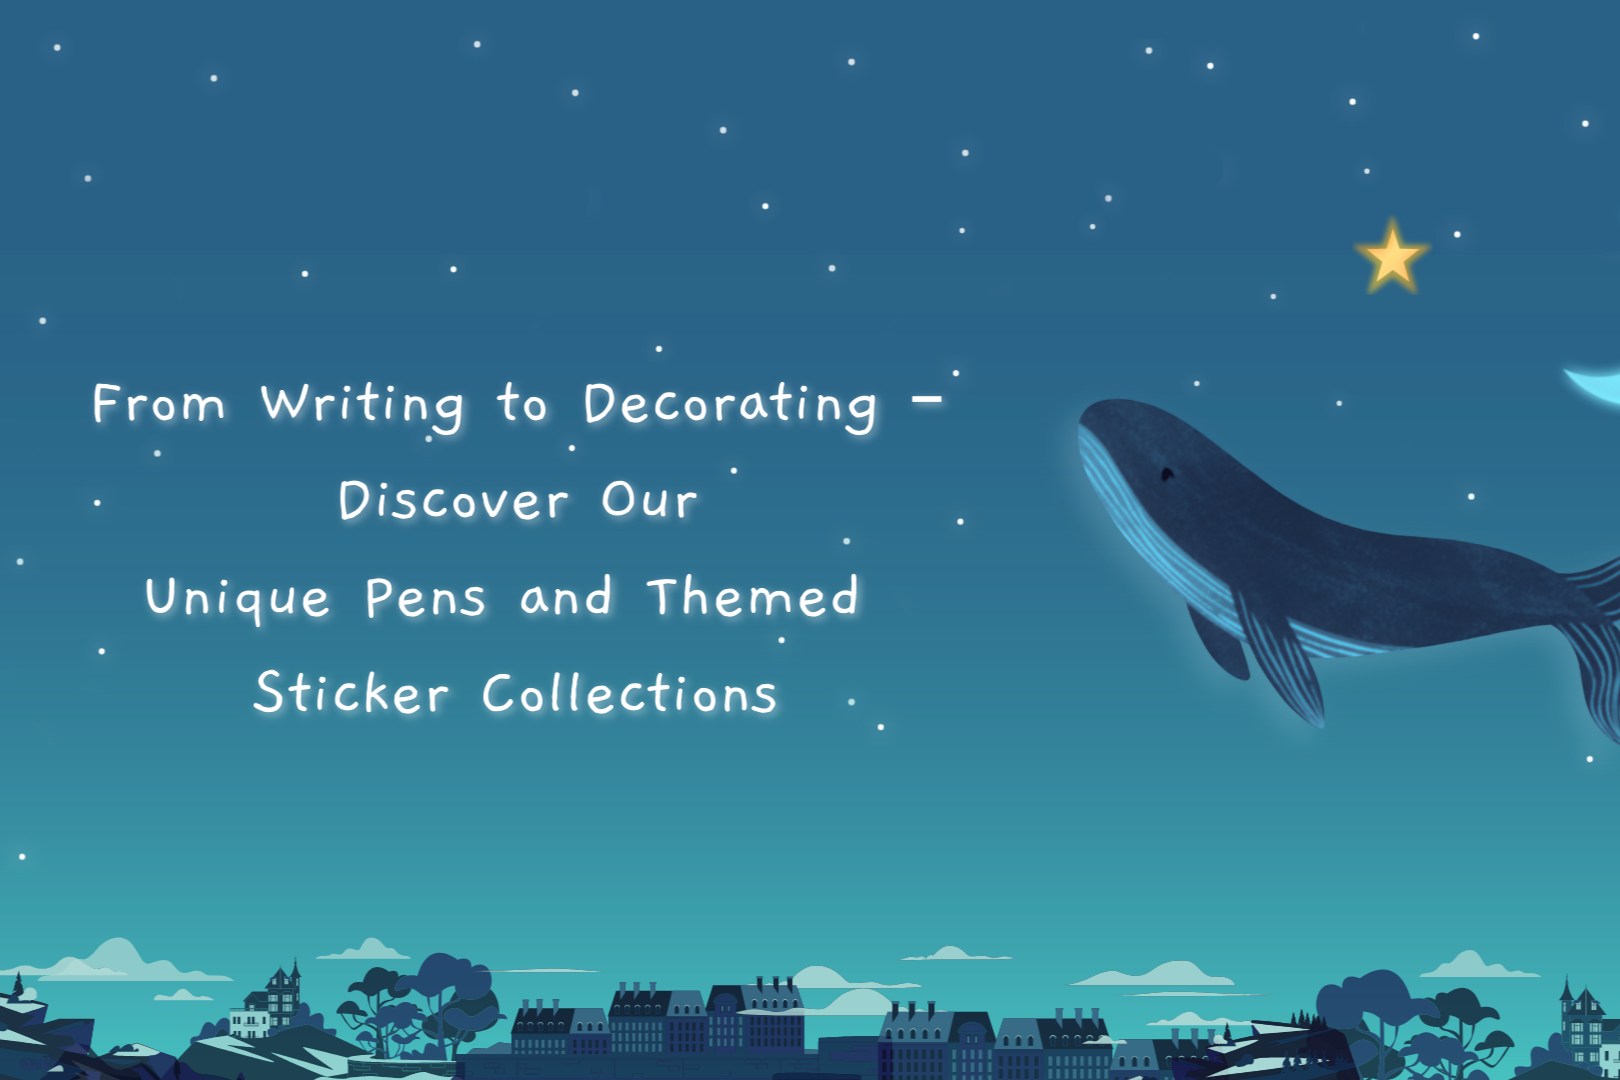 From Writing to Decorating –
Discover Our
Unique Pens and Themed
Sticker Collections